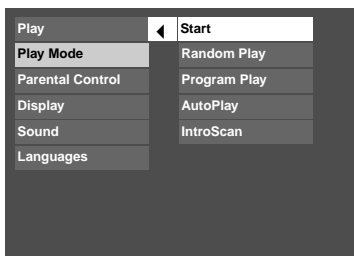 Play
Play Mode
Parental Control
Display
Sound
Languages
Start
Random Play
Program Play
AutoPlay
IntroScan